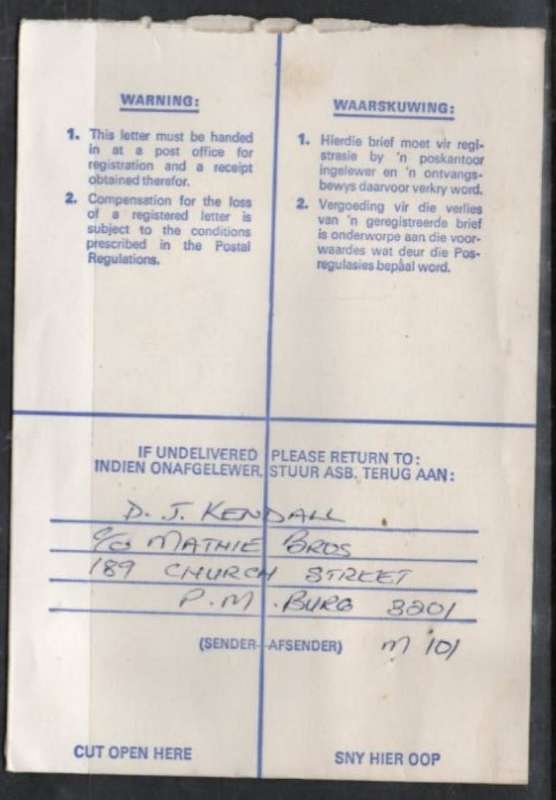 WARNING:
1. This letter must be handed
in at a post office for
registration and a receipt
obtained therefor.
2. Compensation for the loss
of a registered letter is
subject to the conditions
prescribed in the Postal
Regulations.
WAARSKUWING:
1. Hierdie brief moet vir regi-
strasie by 'n poskantoor
ingelewer en 'n ontvangs-
bewys daarvoor verkry word.
2. Vergoeding vir die verlies
van 'n geregistreerde brief
is onderworpe aan die voor-
waardes wat deur die Pos-
regulasies bepaal word.
IF UNDELIVERED PLEASE RETURN TO:
INDIEN ONAFGELEWER, STUUR ASB. TERUG AAN:
D. J. KENDALL
c/o MATHIE BROS
189 CHURCH STREET
P.M. BURG 3201
(SENDER-AFSENDER) M 101
CUT OPEN HERE
SNY HIER OOP